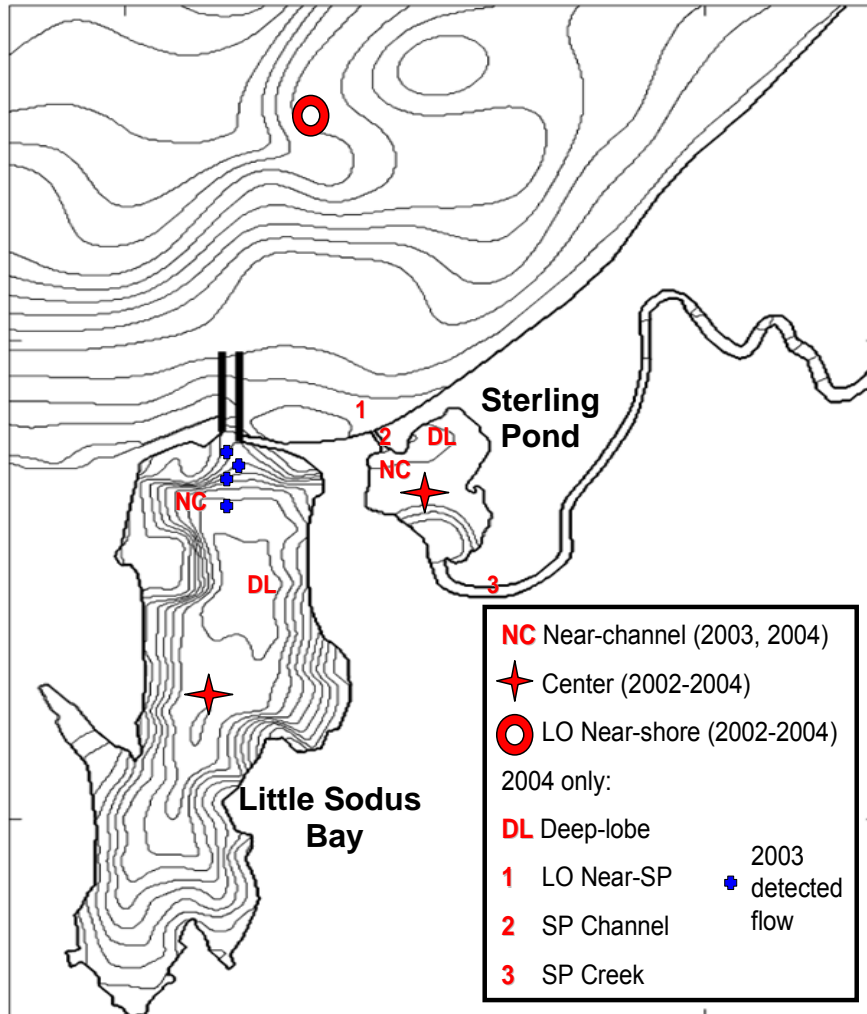 1
Sterling
Pond
2
DL
NC
NC
DL
3
Little Sodus
Bay
NC Near-channel (2003, 2004)
Center (2002-2004)
LO Near-shore (2002-2004)
2004 only:
DL Deep-lobe
1 LO Near-SP
2 SP Channel
3 SP Creek
2003
detected
flow